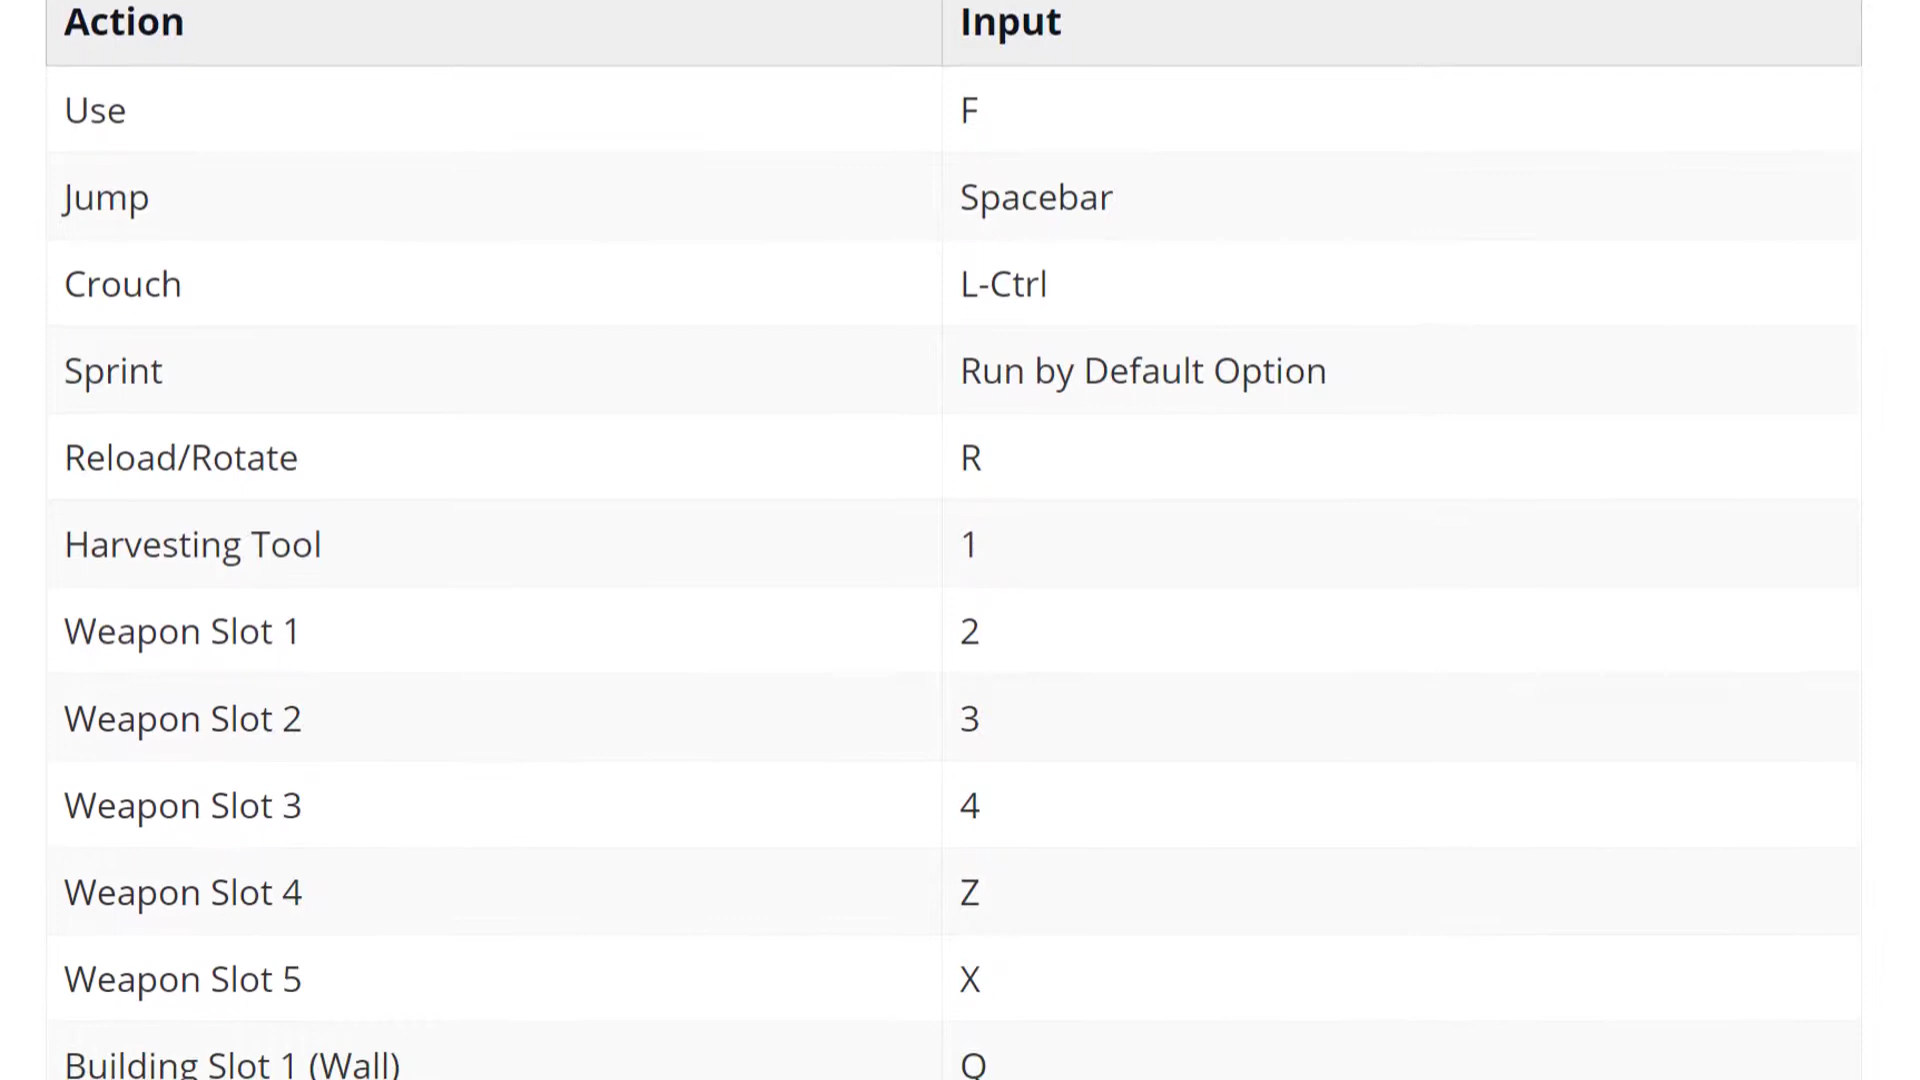 Action Input
Use F
Jump Spacebar
Crouch L-Ctrl
Sprint Run by Default Option
Reload/Rotate R
Harvesting Tool 1
Weapon Slot 1 2
Weapon Slot 2 3
Weapon Slot 3 4
Weapon Slot 4 Z
Weapon Slot 5 X
Building Slot 1 (Wall) Q